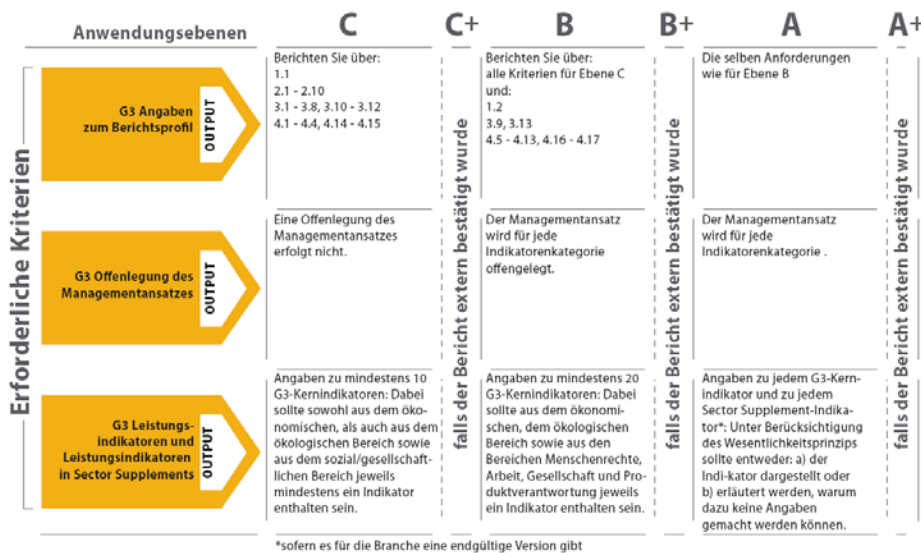 Anwendungsebenen
C
C+
B
B+
A
A+
Erforderliche Kriterien
G3 Angaben
zum Berichtsprofil
OUTPUT
Berichten Sie über:
1.1
2.1 - 2.10
3.1 - 3.8, 3.10 - 3.12
4.1 - 4.4, 4.14 - 4.15
Berichten Sie über:
alle Kriterien für Ebene C
und:
1.2
3.9, 3.13
4.5 - 4.13, 4.16 - 4.17
Die selben Anforderungen
wie für Ebene B
G3 Offenlegung des
Managementansatzes
OUTPUT
Eine Offenlegung des
Managementansatzes
erfolgt nicht.
Der Managementansatz
wird für jede
Indikatorenkategorie
offengelegt.
Der Managementansatz
wird für jede
Indikatorenkategorie .
G3 Leistungs-
indikatoren und
Leistungsindikatoren
in Sector Supplements
OUTPUT
Angaben zu mindestens 10
G3-Kernindikatoren: Dabei
sollte sowohl aus dem öko-
nomischen, als auch aus dem
ökologischen Bereich sowie
aus dem sozial/gesellschaft-
lichen Bereich jeweils
mindestens ein Indikator
enthalten sein.
Angaben zu mindestens 20
G3-Kernindikatoren: Dabei
sollte aus dem ökonomi-
schen, dem ökologischen
Bereich sowie aus den
Bereichen Menschenrechte,
Arbeit, Gesellschaft und Pro-
duktverantwortung jeweils
ein Indikator enthalten sein.
Angaben zu jedem G3-Kern-
indikator und zu jedem
Sector Supplement-Indika-
tor*: Unter Berücksichtigung
des Wesentlichkeitsprinzips
sollte entweder: a) der
Indi-kator dargestellt oder
b) erläutert werden, warum
dazu keine Angaben
gemacht werden können.
falls der Bericht extern bestätigt wurde
falls der Bericht extern bestätigt wurde
falls der Bericht extern bestätigt wurde
*sofern es für die Branche eine endgültige Version gibt